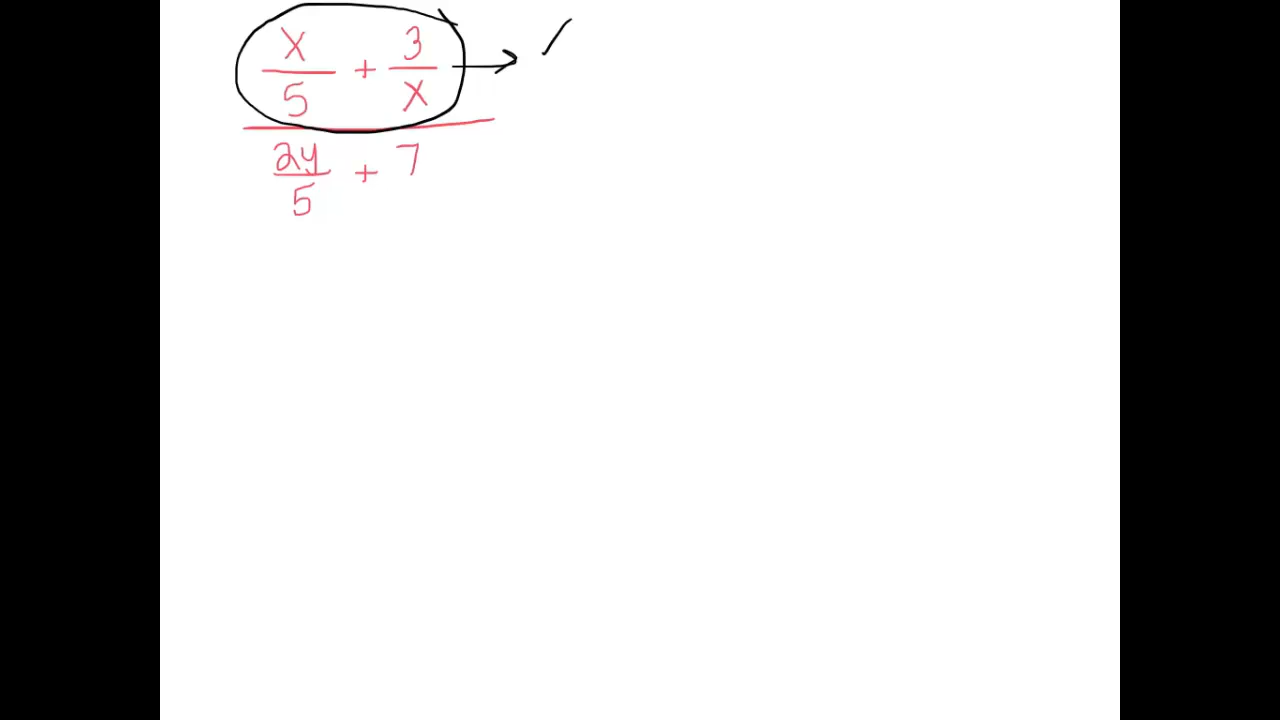 x/5 + 3/x →
2y/5 + 7